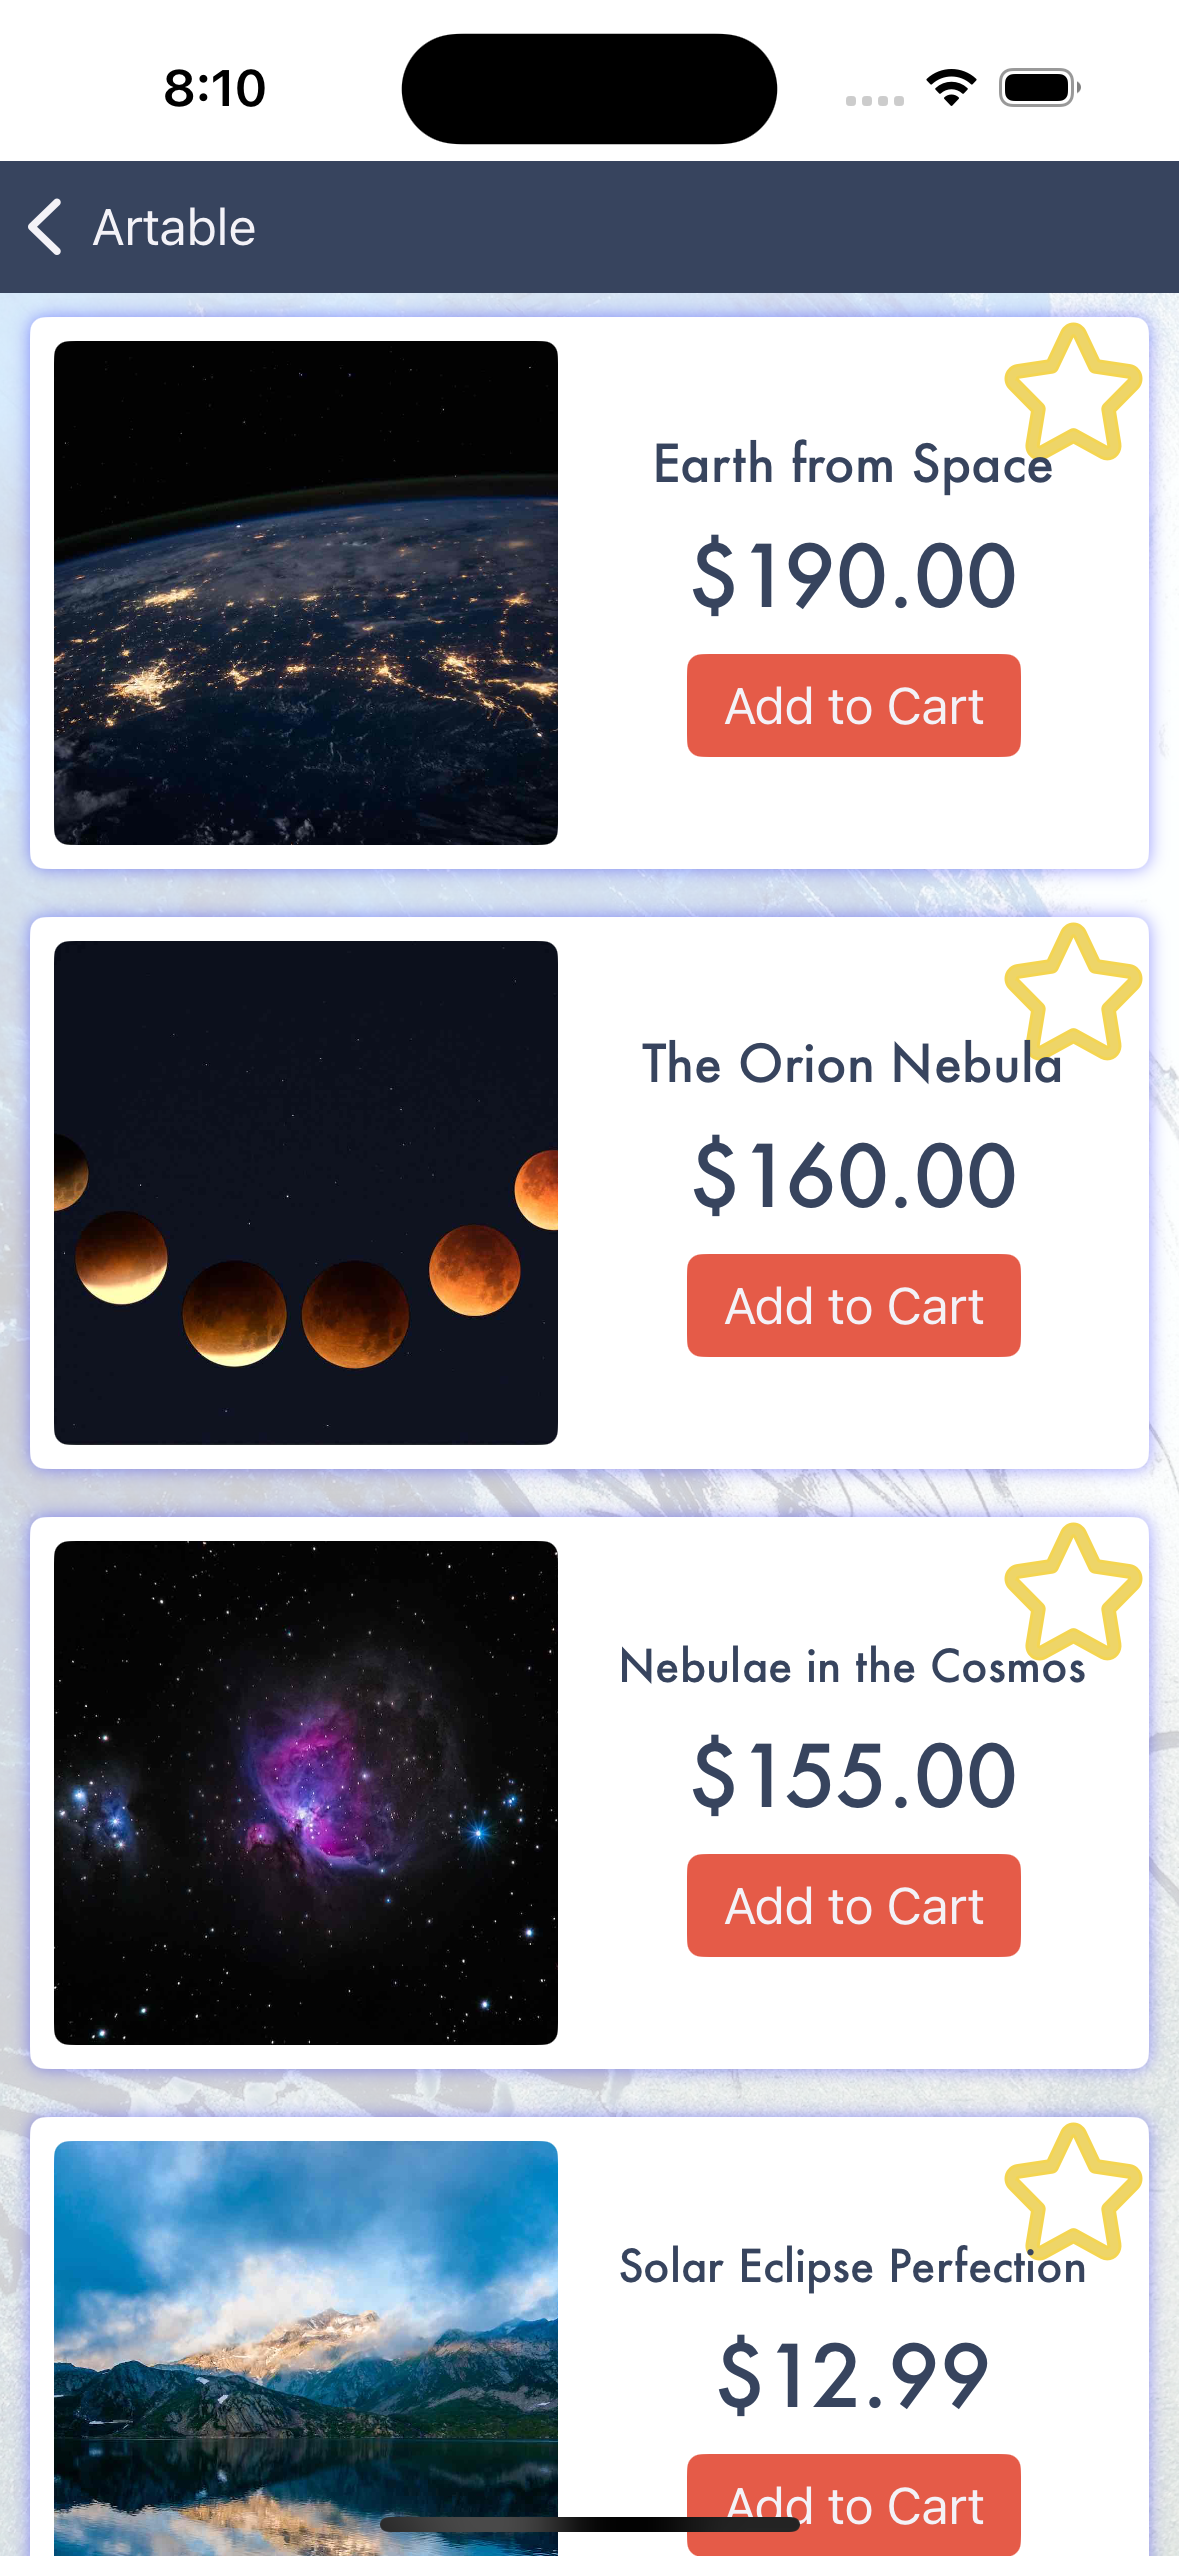 8:10
Artable
Earth from Space
$190.00
Add to Cart
The Orion Nebula
$160.00
Add to Cart
Nebulae in the Cosmos
$155.00
Add to Cart
Solar Eclipse Perfection
$12.99
Add to Cart